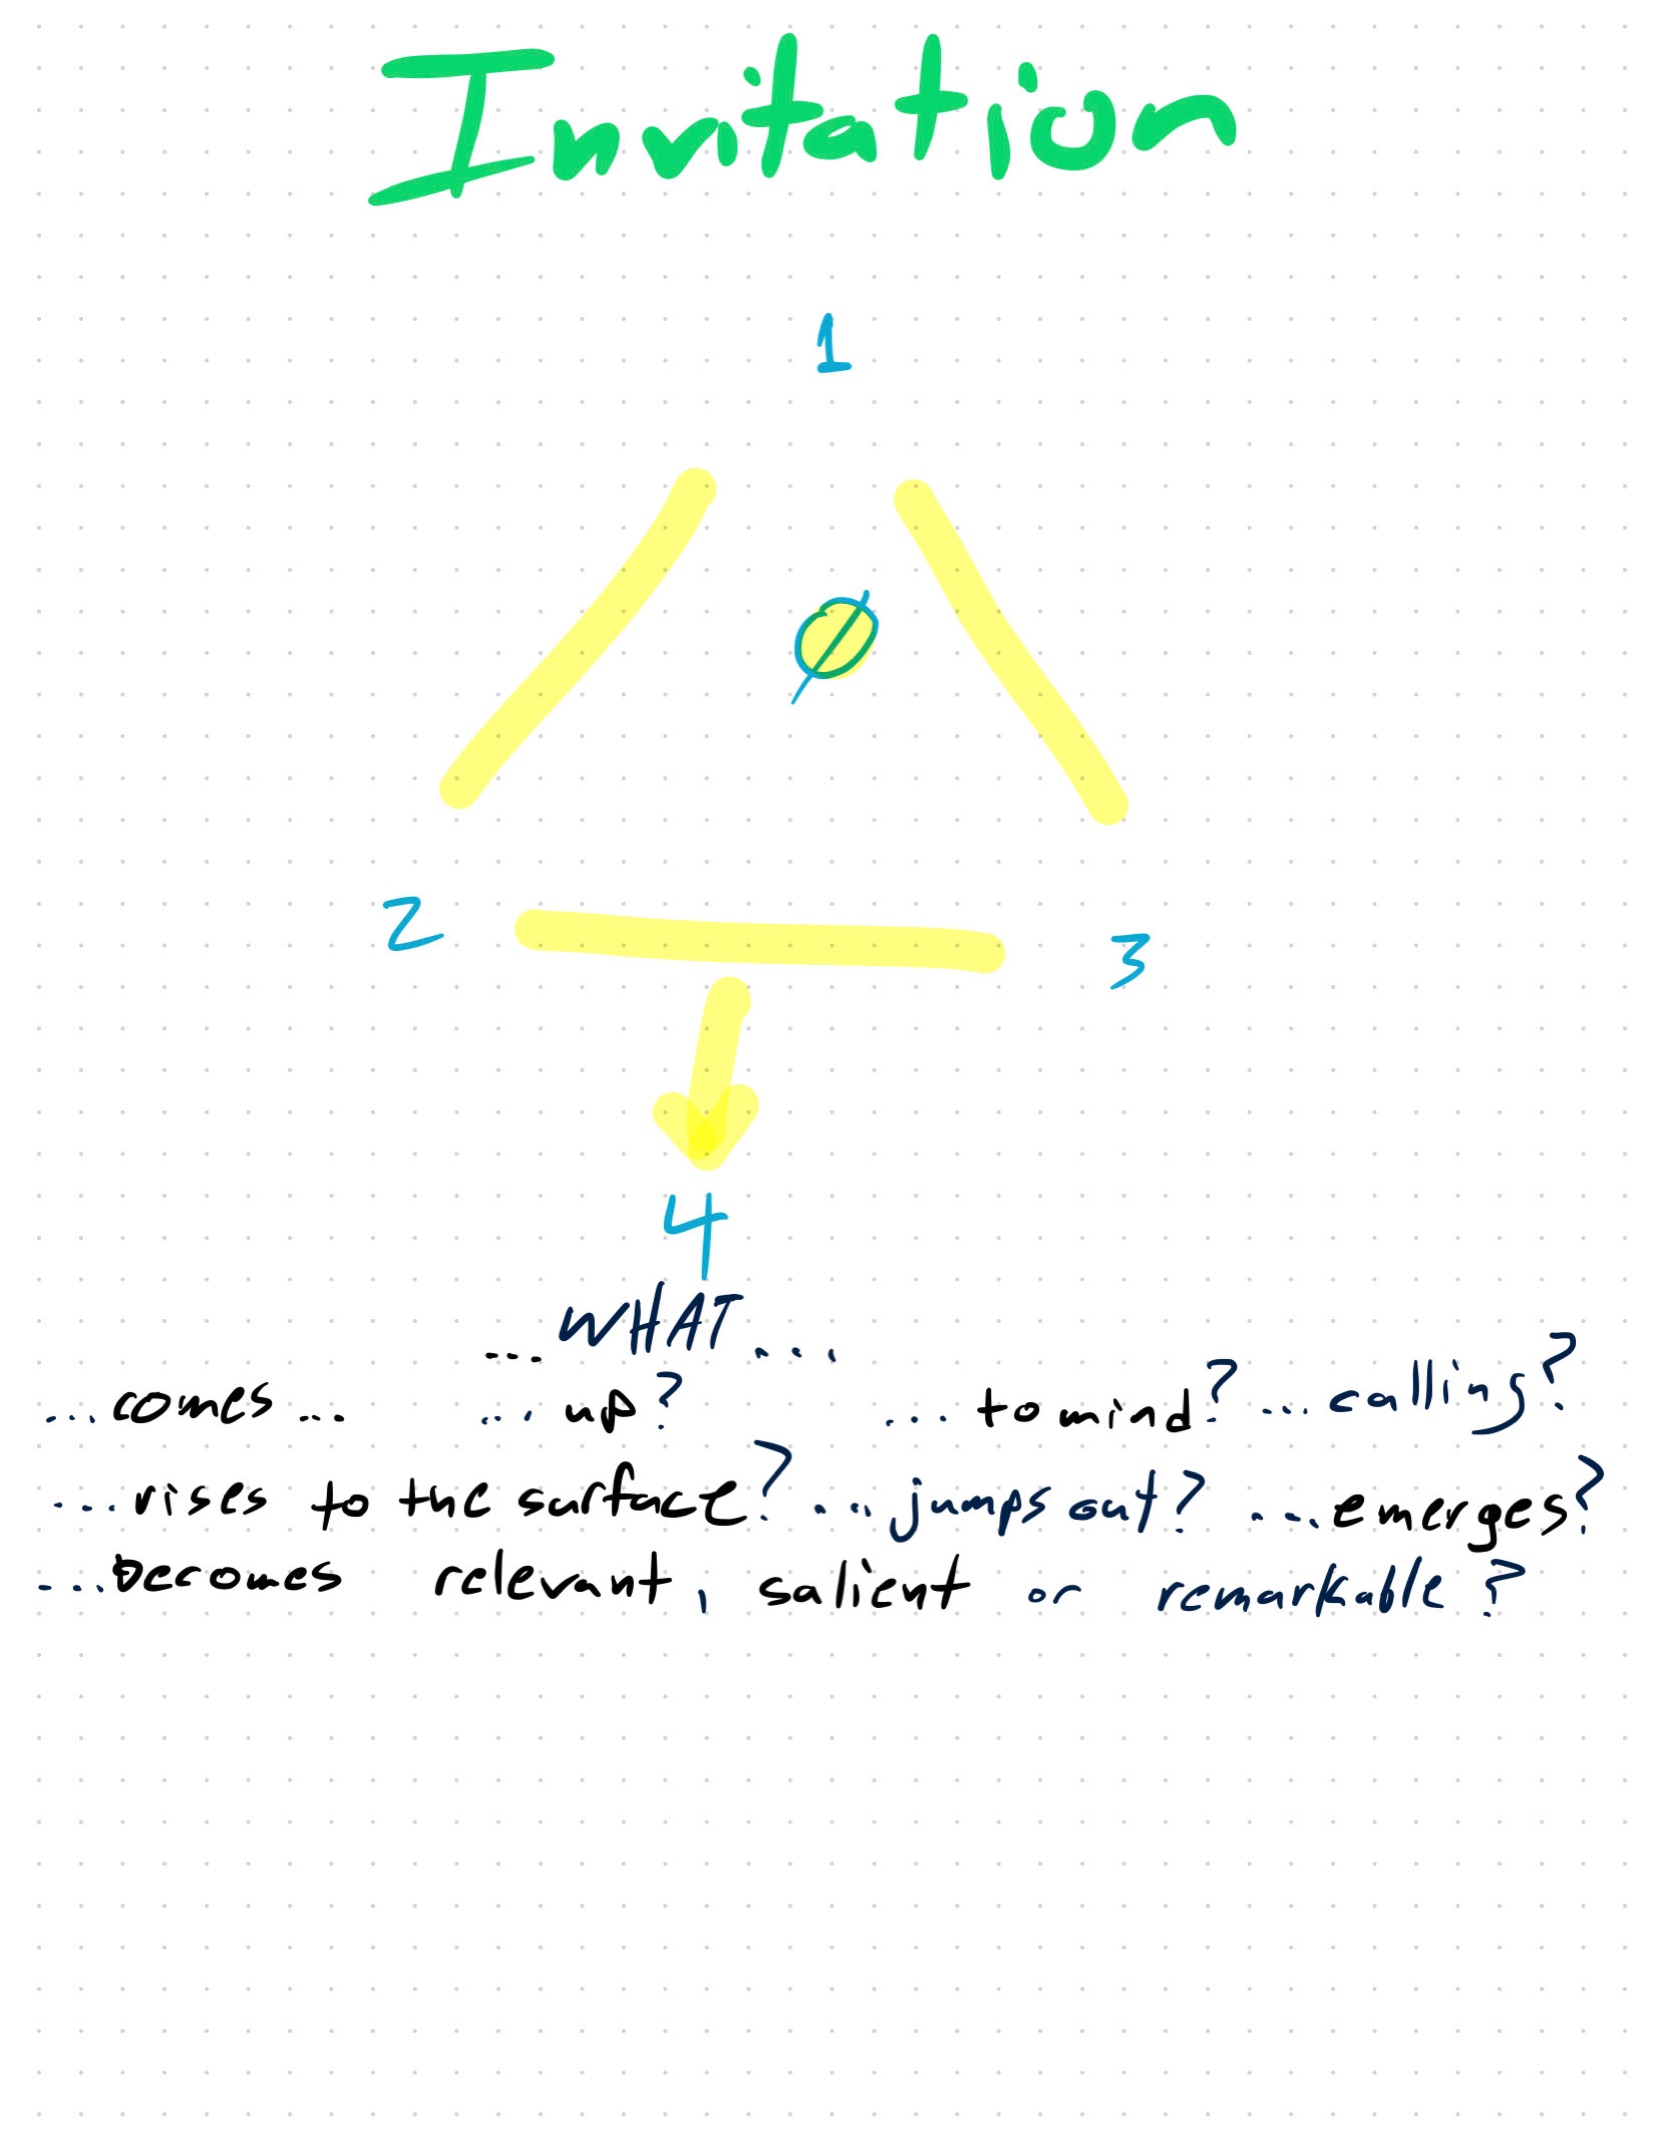 Invitation
1
Ø
2 3
4
...WHAT...
...comes... ...up? ...to mind? ...calling?
...rises to the surface? ...jumps out? ...emerges?
...becomes relevant, salient or remarkable?